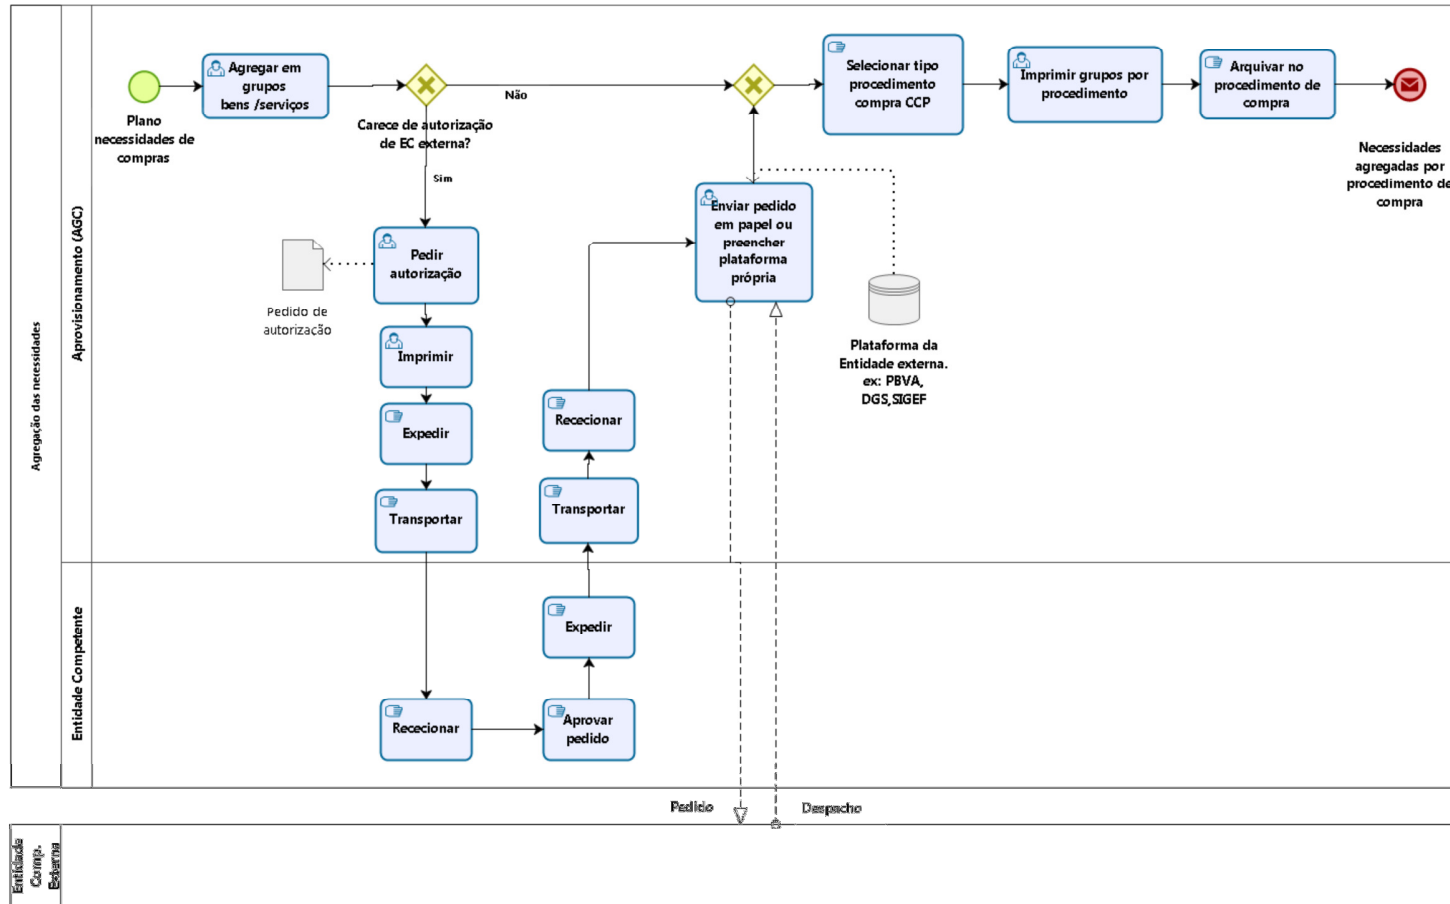 Agregação das necessidades
Aprovisionamento (AGC)
Plano
necessidades de
compras
Agregar em
grupos
bens /serviços
Carece de autorização
de EC externa?
Não
Sim
Selecionar tipo
procedimento
compra CCP
Imprimir grupos por
procedimento
Arquivar no
procedimento de
compra
Necessidades
agregadas por
procedimento de
compra
Pedir
autorização
Pedido de
autorização
Imprimir
Expedir
Transportar
Rececionar
Transportar
Enviar pedido
em papel ou
preencher
plataforma
própria
Plataforma da
Entidade externa.
ex: PBVA,
DGS,SIGEF
Entidade Competente
Rececionar
Aprovar
pedido
Expedir
Pedido
Despacho
Entidade
Comp.
Externa